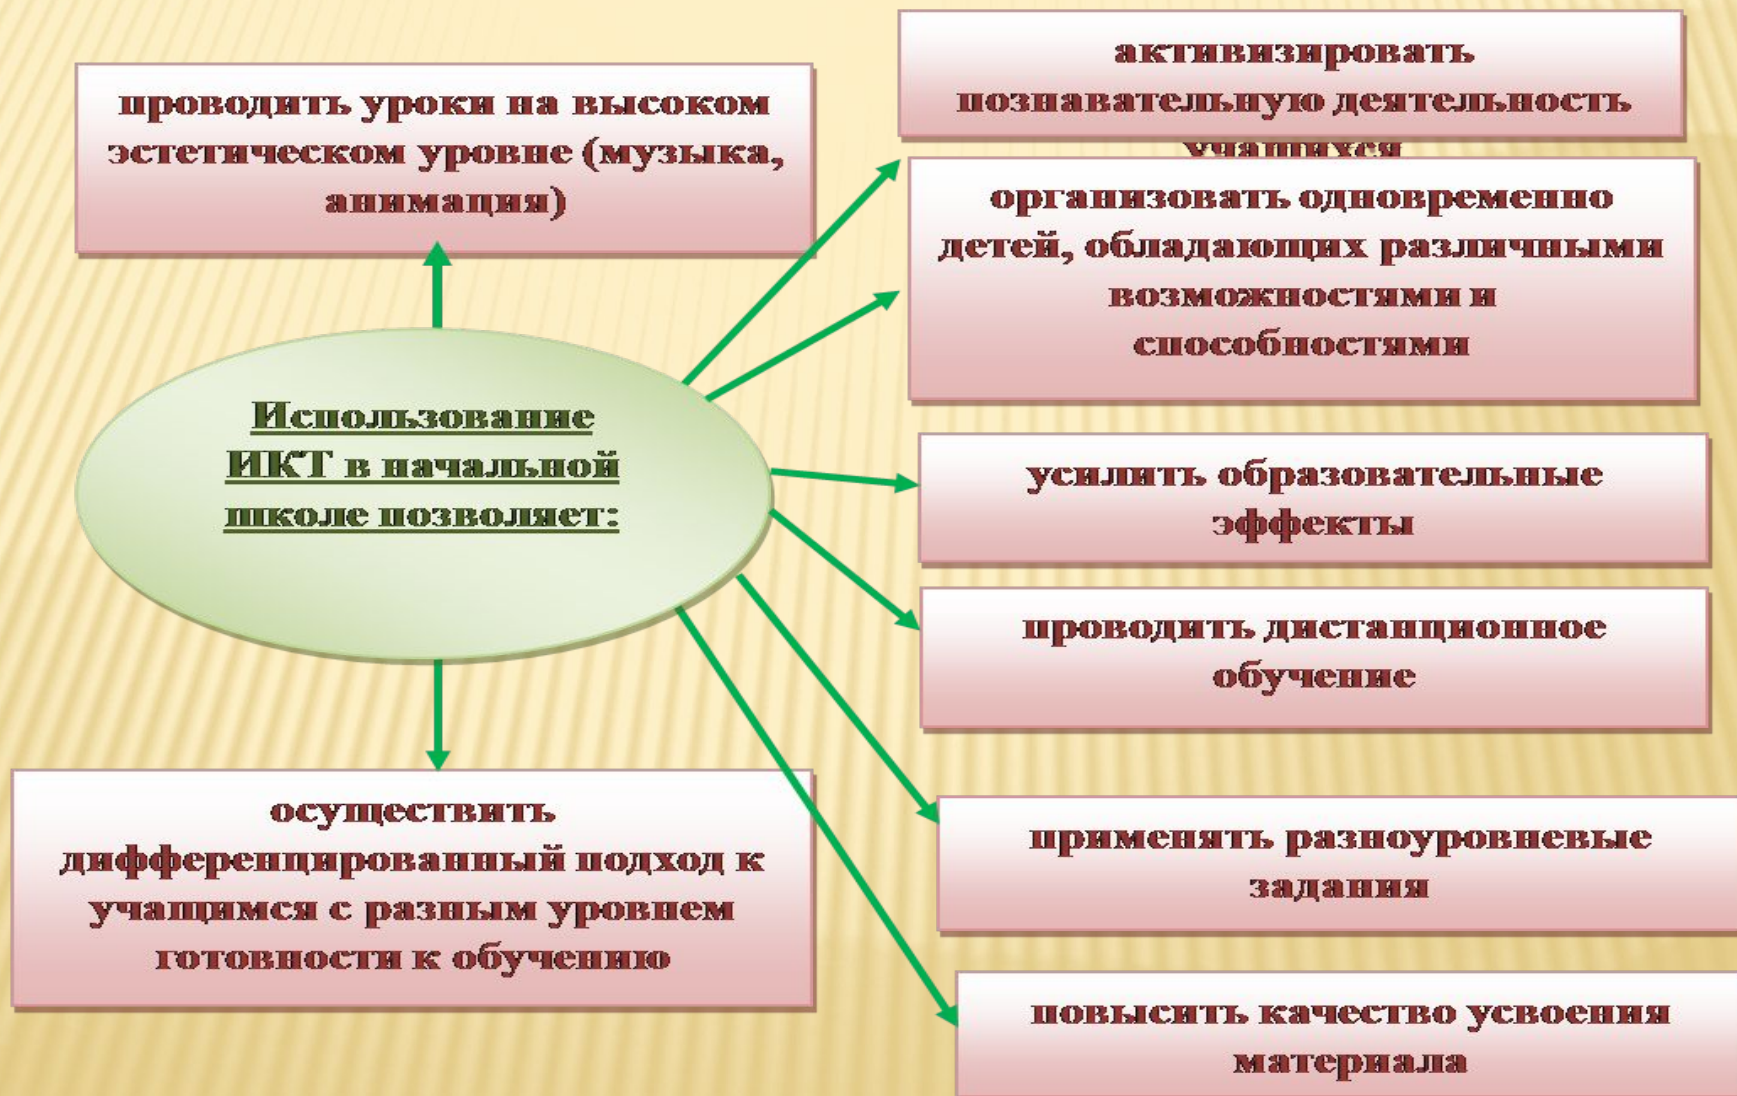 проводить уроки на высоком
эстетическом уровне (музыка,
анимация)
активизировать
познавательную деятельность
учащихся
организовать одновременно
детей, обладающих различными
возможностями и
способностями
Использование
ИКТ в начальной
школе позволяет:
усилить образовательные
эффекты
проводить дистанционное
обучение
осуществить
дифференцированный подход к
учащимся с разным уровнем
готовности к обучению
применять разноуровневые
задания
повысить качество усвоения
материала